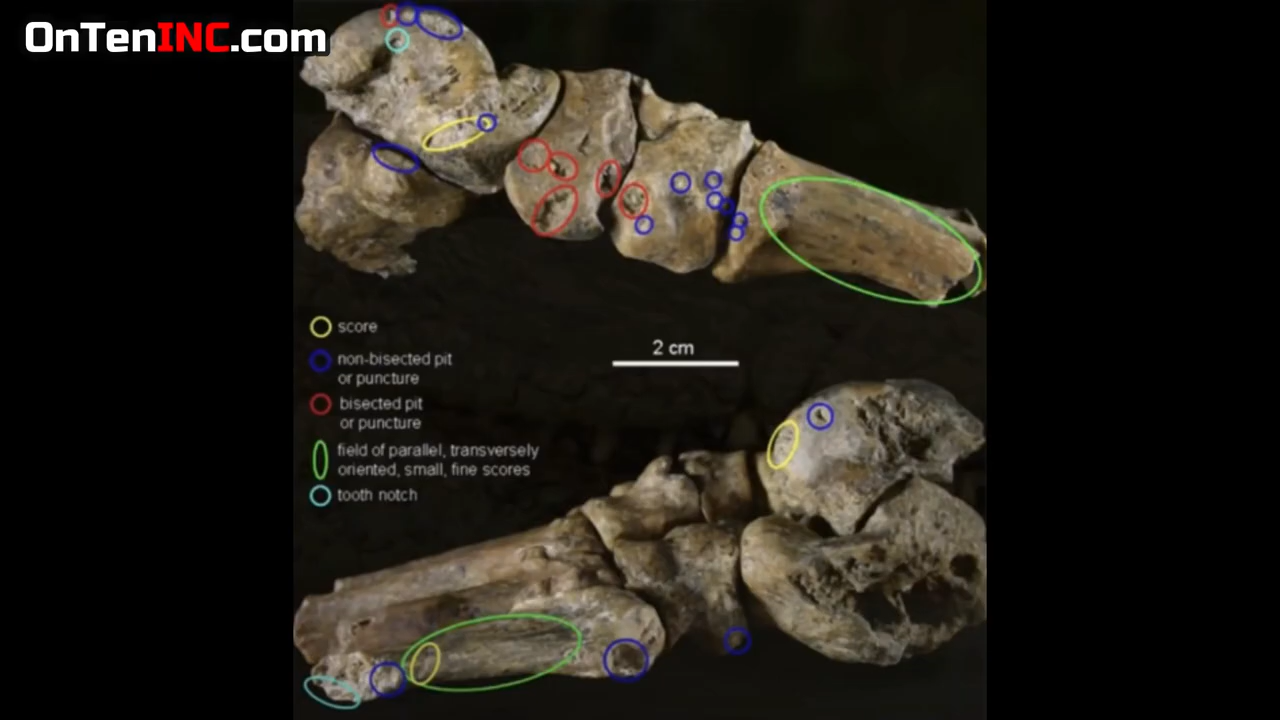 OnTenINC.com
score
non-bisected pit
or puncture
2 cm
bisected pit
or puncture
field of parallel, transversely
oriented, small, fine scores
tooth notch